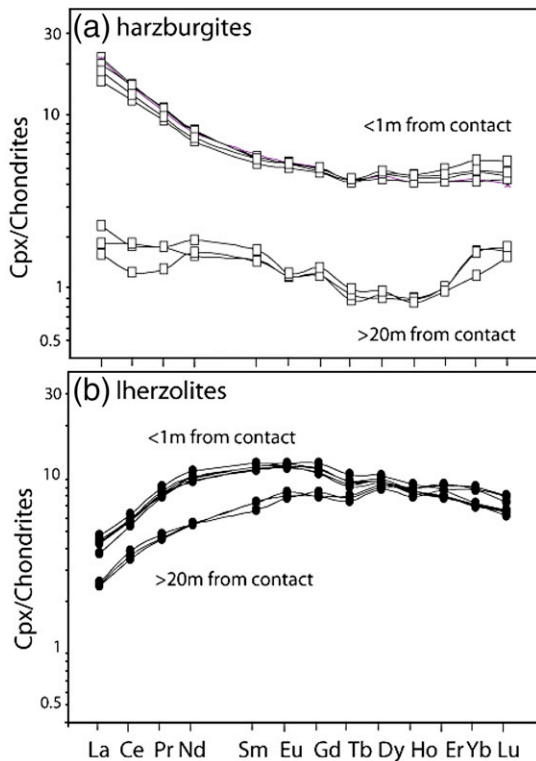 (a) harzburgites
30
10
1
0.5
Cpx/Chondrites
<1m from contact
>20m from contact
(b) lherzolites
30
10
1
0.5
Cpx/Chondrites
<1m from contact
>20m from contact
La Ce Pr Nd Sm Eu Gd Tb Dy Ho Er Yb Lu